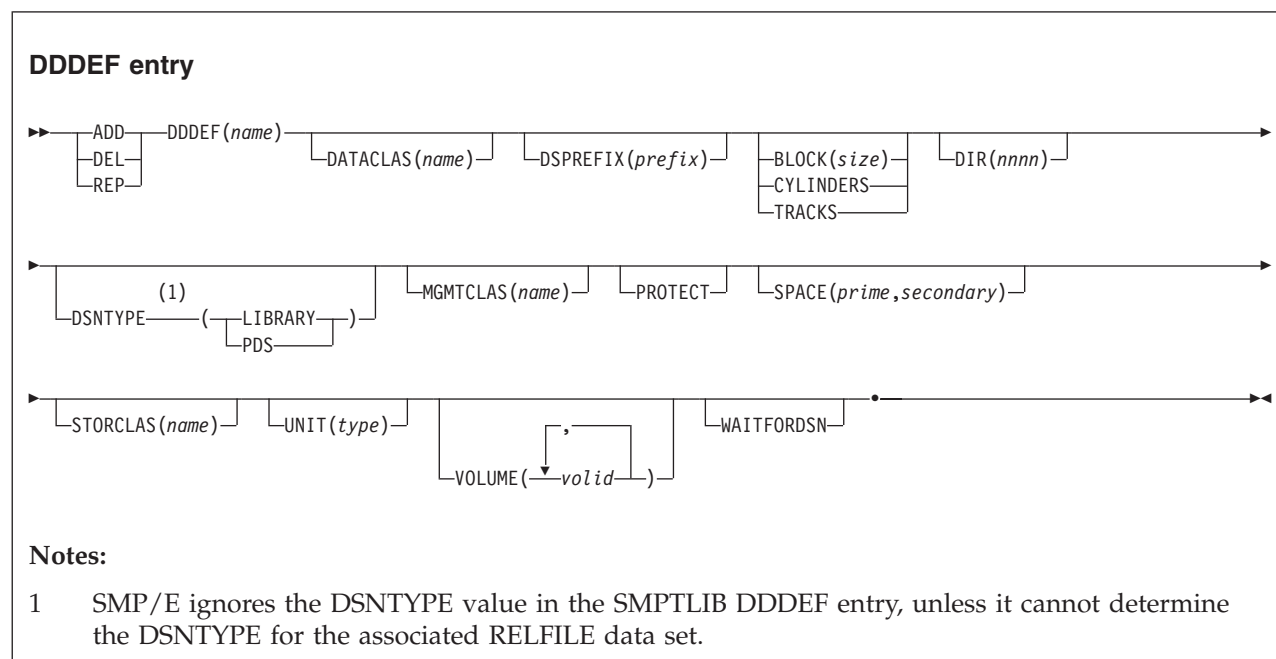 DDDEF entry
ADD DDDEF(name)
DEL DATACLAS(name) DSPREFIX(prefix) BLOCK(size) DIR(nnnn)
REP CYLINDERS
TRACKS
(1) MGMTCLAS(name) PROTECT SPACE(prime,secondary)
DSNTYPE ( LIBRARY )
PDS
STORCLAS(name) UNIT(type) , WAITFORDSN
VOLUME( volid )
Notes:
1 SMP/E ignores the DSNTYPE value in the SMPTLIB DDDEF entry, unless it cannot determine
the DSNTYPE for the associated RELFILE data set.